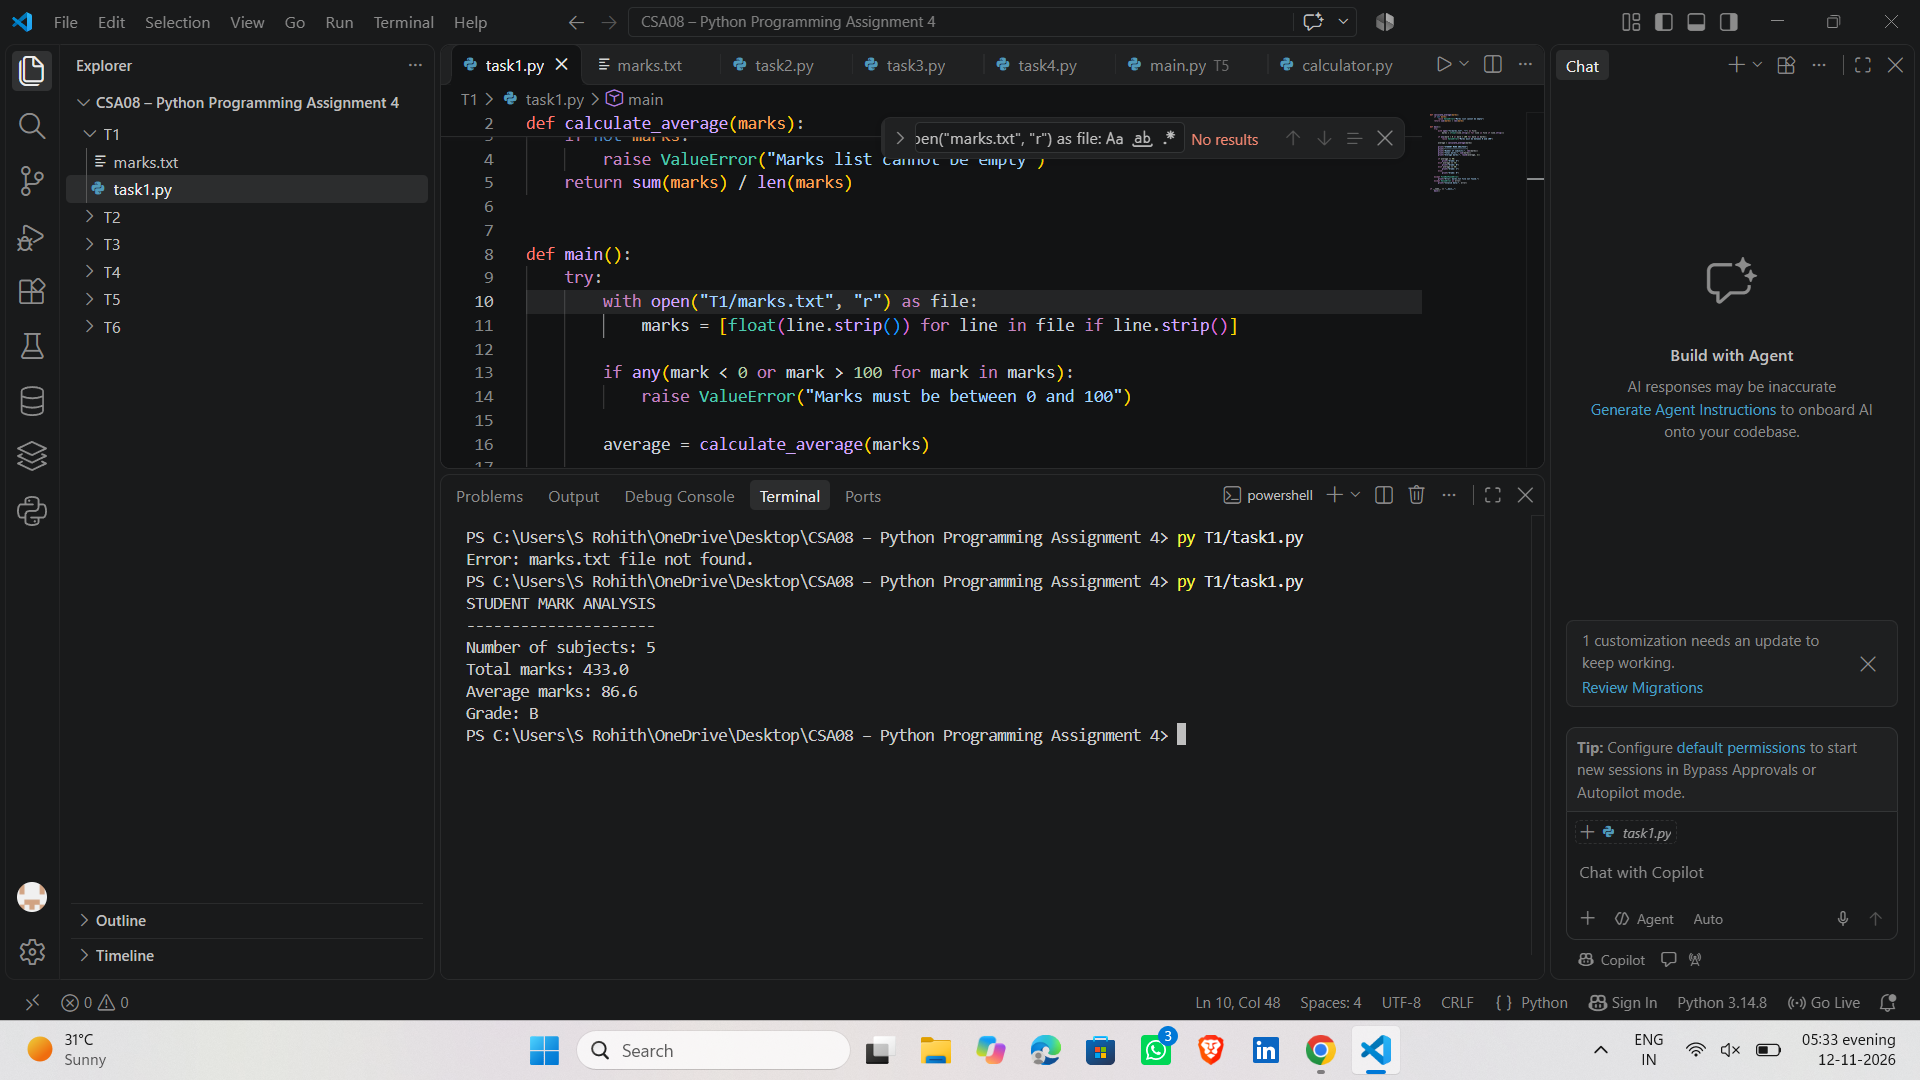 File Edit Selection View Go Run Terminal Help
CSA08 – Python Programming Assignment 4
Explorer
CSA08 – Python Programming Assignment 4
T1
marks.txt
task1.py
T2
T3
T4
T5
T6
Outline
Timeline
task1.py marks.txt task2.py task3.py task4.py main.py T5 calculator.py
T1 > task1.py > main
pen("marks.txt", "r") as file: Aa ab .* No results
2 def calculate_average(marks):
if not marks:
4 raise ValueError("Marks list cannot be empty")
5 return sum(marks) / len(marks)
6
7
8 def main():
9 try:
10 with open("T1/marks.txt", "r") as file:
11 marks = [float(line.strip()) for line in file if line.strip()]
12
13 if any(mark < 0 or mark > 100 for mark in marks):
14 raise ValueError("Marks must be between 0 and 100")
15
16 average = calculate_average(marks)
17
Problems Output Debug Console Terminal Ports
powershell
PS C:\Users\S Rohith\OneDrive\Desktop\CSA08 – Python Programming Assignment 4> py T1/task1.py
Error: marks.txt file not found.
PS C:\Users\S Rohith\OneDrive\Desktop\CSA08 – Python Programming Assignment 4> py T1/task1.py
STUDENT MARK ANALYSIS
---------------------
Number of subjects: 5
Total marks: 433.0
Average marks: 86.6
Grade: B
PS C:\Users\S Rohith\OneDrive\Desktop\CSA08 – Python Programming Assignment 4>
Chat
Build with Agent
AI responses may be inaccurate
Generate Agent Instructions to onboard AI
onto your codebase.
1 customization needs an update to
keep working.
Review Migrations
Tip: Configure default permissions to start
new sessions in Bypass Approvals or
Autopilot mode.
task1.py
Chat with Copilot
Agent Auto
Copilot
0 0
Ln 10, Col 48 Spaces: 4 UTF-8 CRLF { } Python Sign In Python 3.14.8 Go Live
31°C
Sunny
Search
3
ENG
IN
05:33 evening
12-11-2026